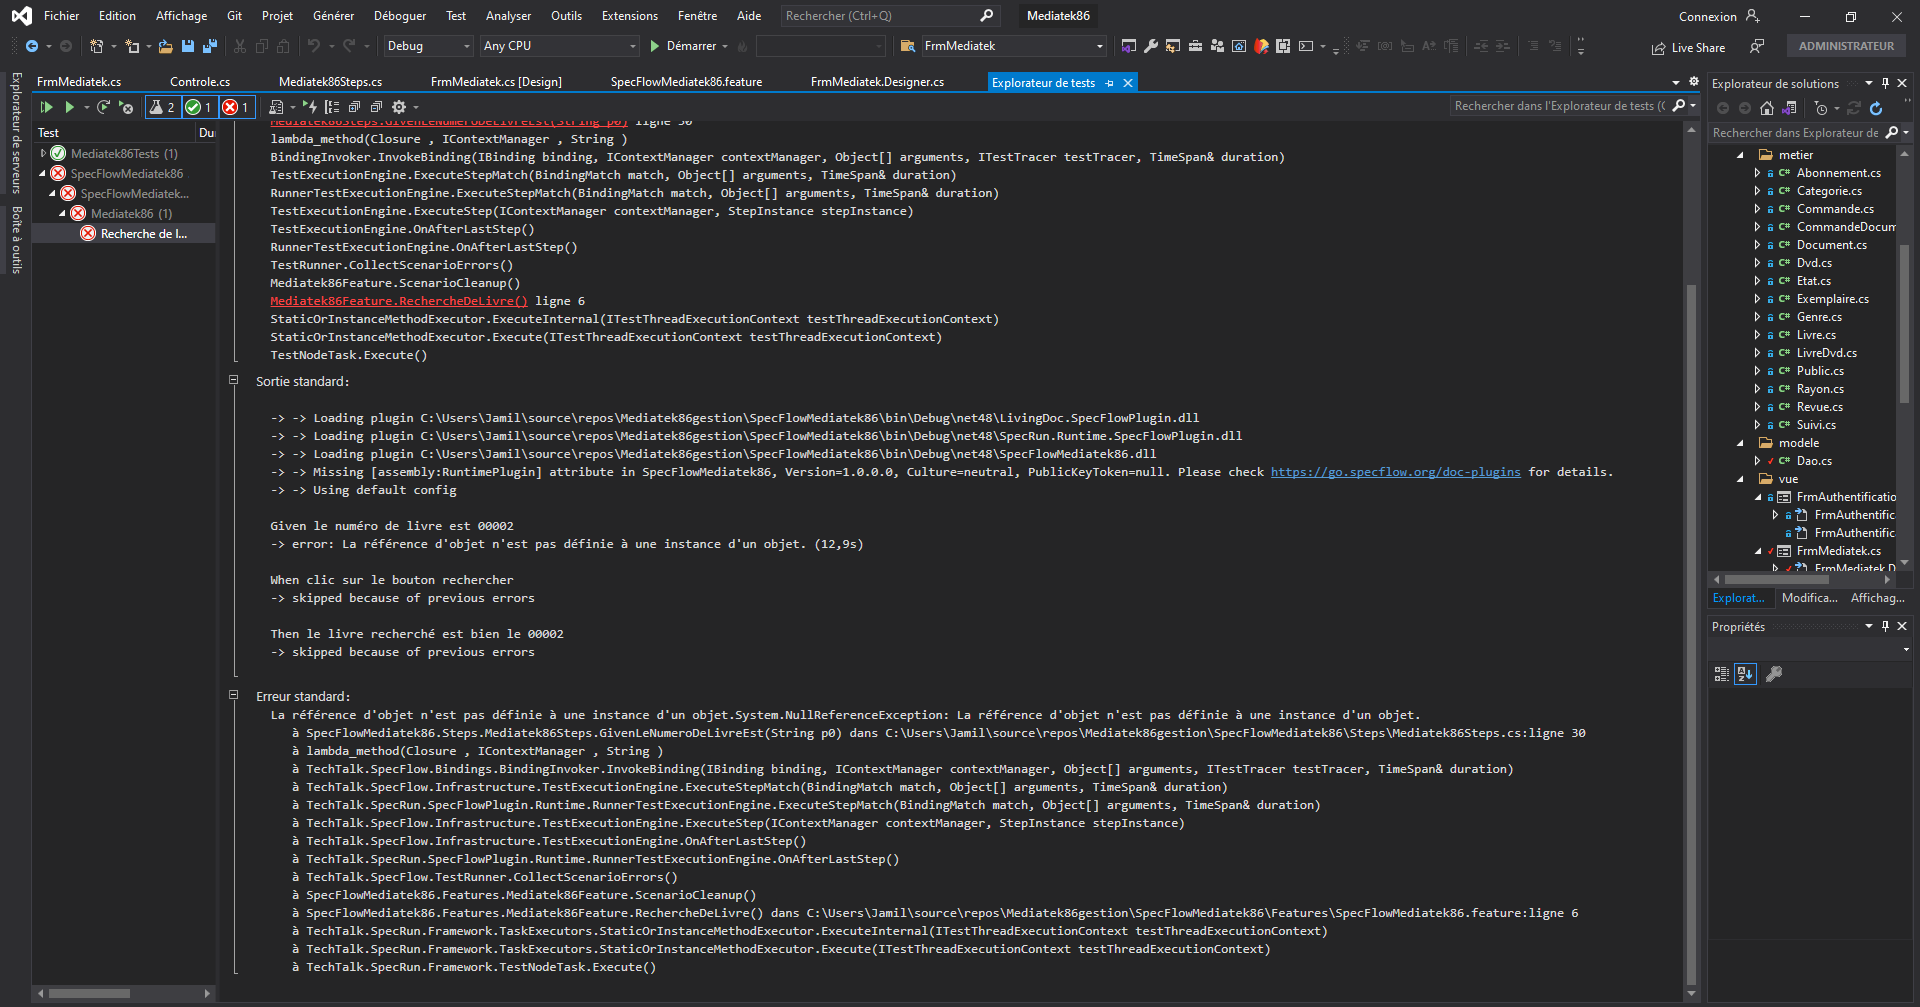 Fichier Edition Affichage Git Projet Générer Déboguer Test Analyser Outils Extensions Fenêtre Aide Rechercher (Ctrl+Q) Mediatek86 Connexion
Debug Any CPU Démarrer FrmMediatek Live Share ADMINISTRATEUR
FrmMediatek.cs Controle.cs Mediatek86Steps.cs FrmMediatek.cs [Design] SpecFlowMediatek86.feature FrmMediatek.Designer.cs Explorateur de tests
Explorateur de serveurs
Boîte à outils
2 1 1 Rechercher dans l'Explorateur de tests (C
Test Du
Mediatek86Tests (1)
SpecFlowMediatek86
SpecFlowMediatek...
Mediatek86 (1)
Recherche de l...
Mediatek86Steps.GivenLeNumeroDeLivreEst(String p0) ligne 30
lambda_method(Closure , IContextManager , String )
BindingInvoker.InvokeBinding(IBinding binding, IContextManager contextManager, Object[] arguments, ITestTracer testTracer, TimeSpan& duration)
TestExecutionEngine.ExecuteStepMatch(BindingMatch match, Object[] arguments, TimeSpan& duration)
RunnerTestExecutionEngine.ExecuteStepMatch(BindingMatch match, Object[] arguments, TimeSpan& duration)
TestExecutionEngine.ExecuteStep(IContextManager contextManager, StepInstance stepInstance)
TestExecutionEngine.OnAfterLastStep()
RunnerTestExecutionEngine.OnAfterLastStep()
TestRunner.CollectScenarioErrors()
Mediatek86Feature.ScenarioCleanup()
Mediatek86Feature.RechercheDeLivre() ligne 6
StaticOrInstanceMethodExecutor.ExecuteInternal(ITestThreadExecutionContext testThreadExecutionContext)
StaticOrInstanceMethodExecutor.Execute(ITestThreadExecutionContext testThreadExecutionContext)
TestNodeTask.Execute()
Sortie standard:
-> -> Loading plugin C:\Users\Jamil\source\repos\Mediatek86gestion\SpecFlowMediatek86\bin\Debug\net48\LivingDoc.SpecFlowPlugin.dll
-> -> Loading plugin C:\Users\Jamil\source\repos\Mediatek86gestion\SpecFlowMediatek86\bin\Debug\net48\SpecRun.Runtime.SpecFlowPlugin.dll
-> -> Loading plugin C:\Users\Jamil\source\repos\Mediatek86gestion\SpecFlowMediatek86\bin\Debug\net48\SpecFlowMediatek86.dll
-> -> Missing [assembly:RuntimePlugin] attribute in SpecFlowMediatek86, Version=1.0.0.0, Culture=neutral, PublicKeyToken=null. Please check https://go.specflow.org/doc-plugins for details.
-> -> Using default config
Given le numéro de livre est 00002
-> error: La référence d'objet n'est pas définie à une instance d'un objet. (12,9s)
When clic sur le bouton rechercher
-> skipped because of previous errors
Then le livre recherché est bien le 00002
-> skipped because of previous errors
Erreur standard:
La référence d'objet n'est pas définie à une instance d'un objet.System.NullReferenceException: La référence d'objet n'est pas définie à une instance d'un objet.
à SpecFlowMediatek86.Steps.Mediatek86Steps.GivenLeNumeroDeLivreEst(String p0) dans C:\Users\Jamil\source\repos\Mediatek86gestion\SpecFlowMediatek86\Steps\Mediatek86Steps.cs:ligne 30
à lambda_method(Closure , IContextManager , String )
à TechTalk.SpecFlow.Bindings.BindingInvoker.InvokeBinding(IBinding binding, IContextManager contextManager, Object[] arguments, ITestTracer testTracer, TimeSpan& duration)
à TechTalk.SpecFlow.Infrastructure.TestExecutionEngine.ExecuteStepMatch(BindingMatch match, Object[] arguments, TimeSpan& duration)
à TechTalk.SpecRun.SpecFlowPlugin.Runtime.RunnerTestExecutionEngine.ExecuteStepMatch(BindingMatch match, Object[] arguments, TimeSpan& duration)
à TechTalk.SpecFlow.Infrastructure.TestExecutionEngine.ExecuteStep(IContextManager contextManager, StepInstance stepInstance)
à TechTalk.SpecFlow.Infrastructure.TestExecutionEngine.OnAfterLastStep()
à TechTalk.SpecRun.SpecFlowPlugin.Runtime.RunnerTestExecutionEngine.OnAfterLastStep()
à TechTalk.SpecFlow.TestRunner.CollectScenarioErrors()
à SpecFlowMediatek86.Features.Mediatek86Feature.ScenarioCleanup()
à SpecFlowMediatek86.Features.Mediatek86Feature.RechercheDeLivre() dans C:\Users\Jamil\source\repos\Mediatek86gestion\SpecFlowMediatek86\Features\SpecFlowMediatek86.feature:ligne 6
à TechTalk.SpecRun.Framework.TaskExecutors.StaticOrInstanceMethodExecutor.ExecuteInternal(ITestThreadExecutionContext testThreadExecutionContext)
à TechTalk.SpecRun.Framework.TaskExecutors.StaticOrInstanceMethodExecutor.Execute(ITestThreadExecutionContext testThreadExecutionContext)
à TechTalk.SpecRun.Framework.TestNodeTask.Execute()
Explorateur de solutions
Rechercher dans Explorateur de
metier
C# Abonnement.cs
C# Categorie.cs
C# Commande.cs
C# CommandeDocum
C# Document.cs
C# Dvd.cs
C# Etat.cs
C# Exemplaire.cs
C# Genre.cs
C# Livre.cs
C# LivreDvd.cs
C# Public.cs
C# Rayon.cs
C# Revue.cs
C# Suivi.cs
modele
C# Dao.cs
vue
FrmAuthentificatio
FrmAuthentific
FrmAuthentific
FrmMediatek.cs
FrmMediatek.D
Explorat... Modifica... Affichag...
Propriétés